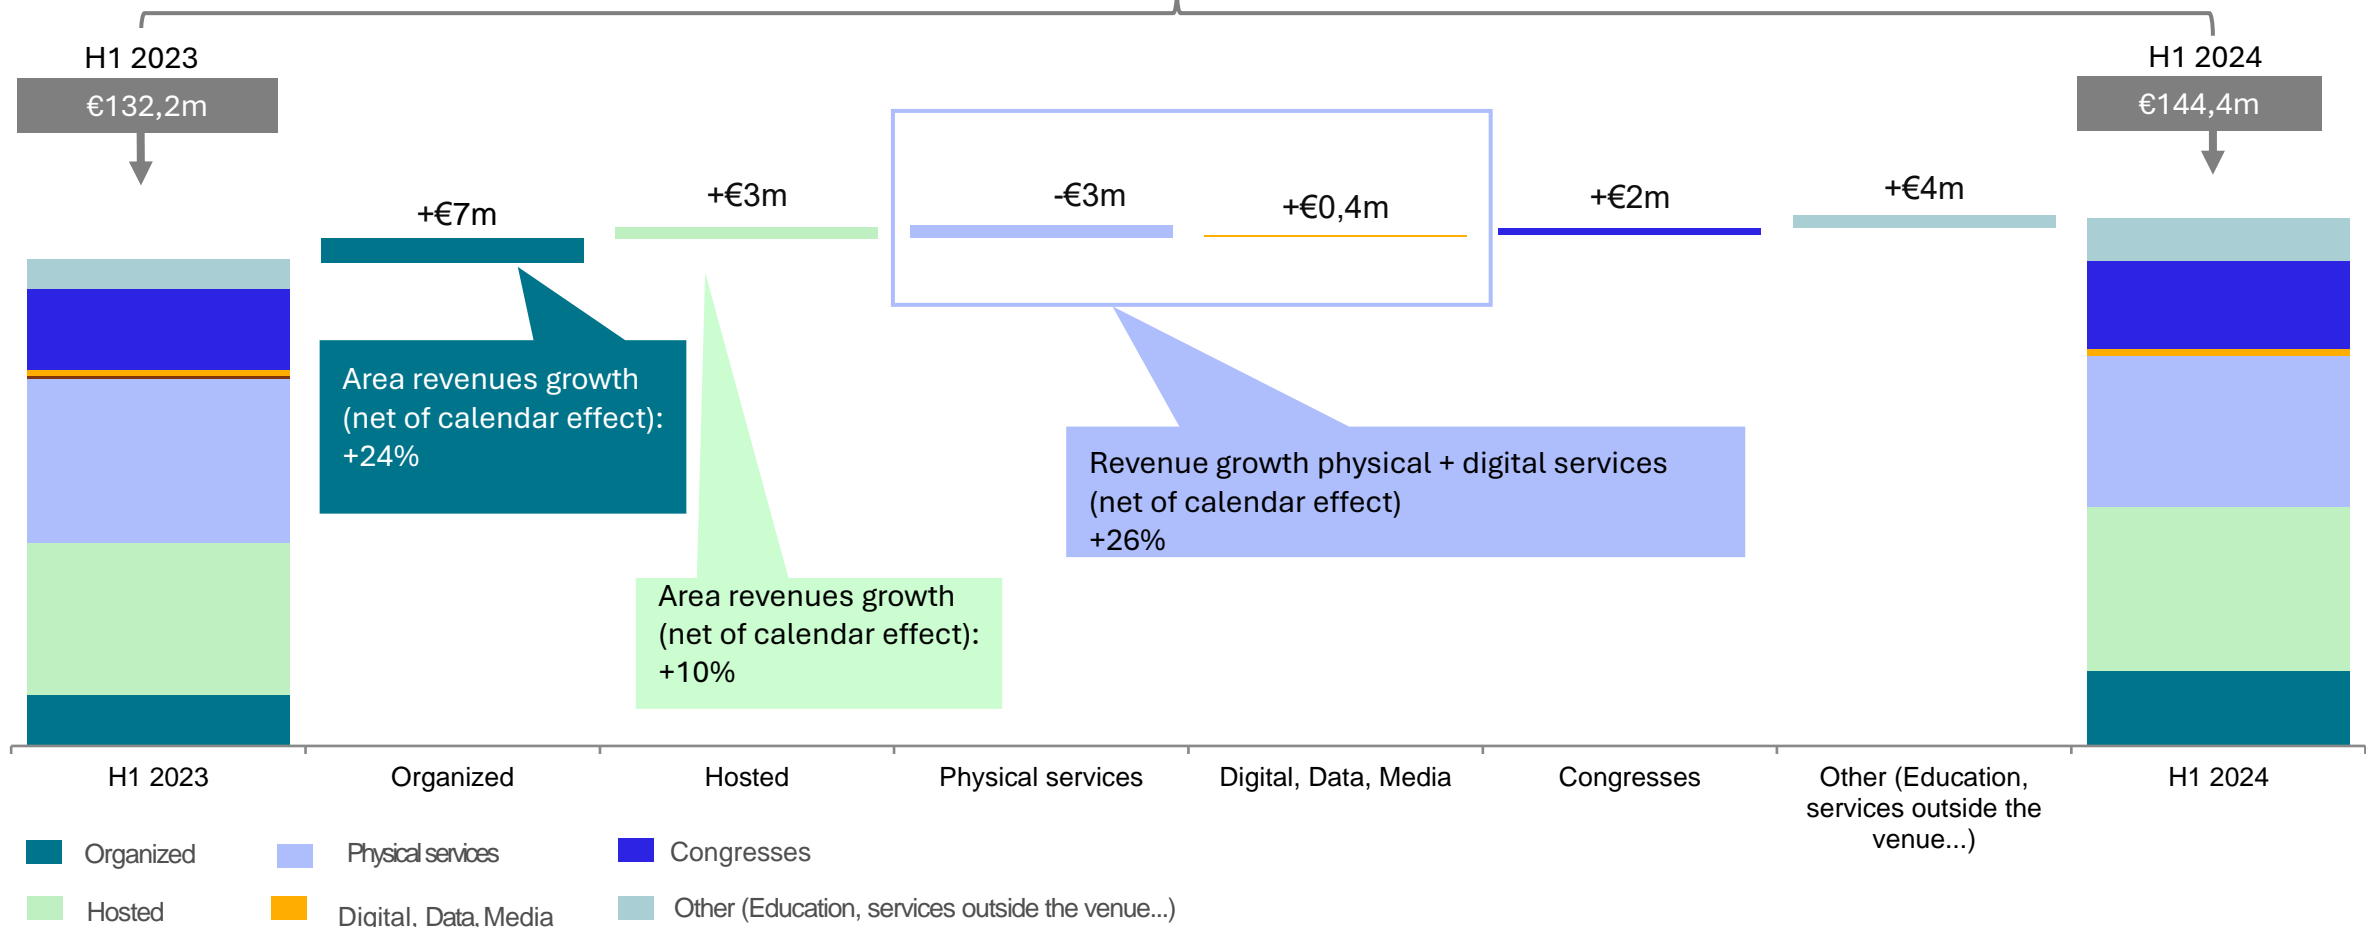 H1 2023
H1 2024
€132,2m
€144,4m
+€7m
+€3m
-€3m
+€0,4m
+€2m
+€4m
Area revenues growth
(net of calendar effect):
+24%
Revenue growth physical + digital services
(net of calendar effect)
+26%
Area revenues growth
(net of calendar effect):
+10%
H1 2023
Organized
Hosted
Physical services
Digital, Data, Media
Congresses
Other (Education,
services outside the
venue...)
H1 2024
Organized
Physical services
Congresses
Hosted
Digital, Data, Media
Other (Education, services outside the venue...)